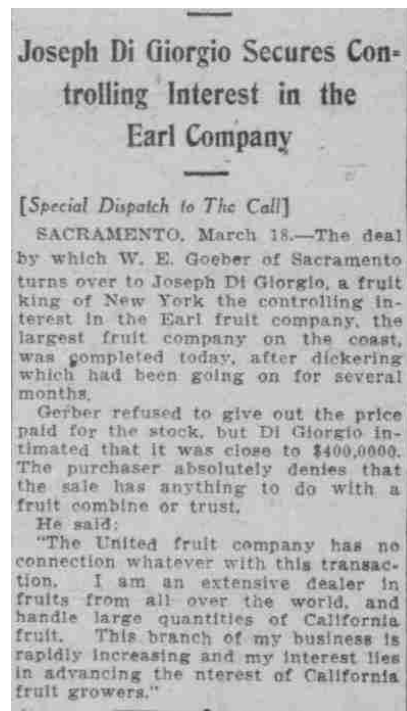 Joseph Di Giorgio Secures Con-
trolling Interest in the
Earl Company
[Special Dispatch to The Call]
SACRAMENTO, March 18.—The deal
by which W. E. Goeber of Sacramento
turns over to Joseph Di Giorgio, a fruit
king of New York the controlling in-
terest in the Earl fruit company, the
largest fruit company on the coast,
was completed today, after dickering
which had been going on for several
months.
Gerber refused to give out the price
paid for the stock, but Di Giorgio in-
timated that it was close to $400,0000.
The purchaser absolutely denies that
the sale has anything to do with a
fruit combine or trust.
He said:
"The United fruit company has no
connection whatever with this transac-
tion. I am an extensive dealer in
fruits from all over the world, and
handle large quantities of California
fruit. This branch of my business is
rapidly increasing and my interest lies
in advancing the nterest of California
fruit growers."